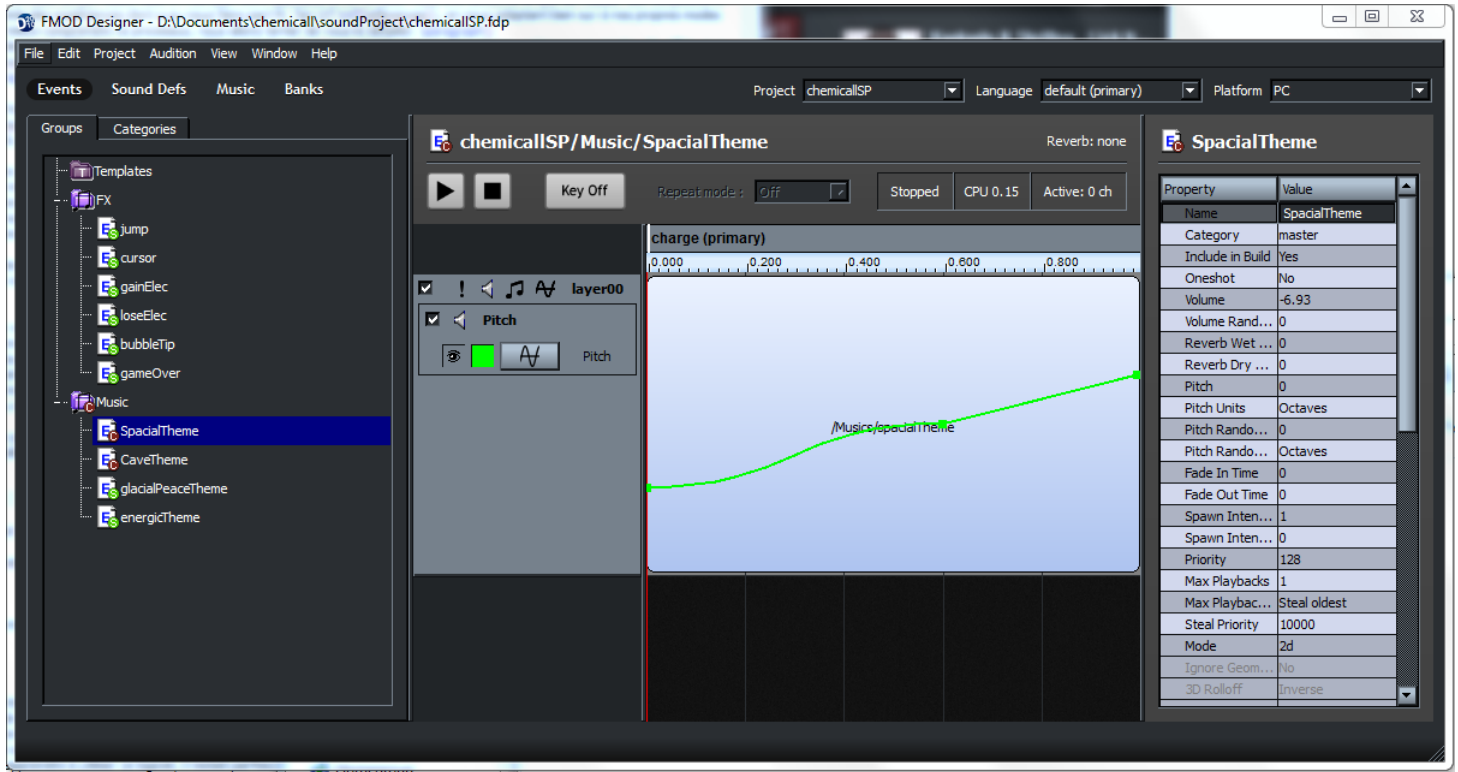 FMOD Designer - D:\Documents\chemicall\soundProject\chemicallSP.fdp
File Edit Project Audition View Window Help
Events Sound Defs Music Banks
Project chemicallSP Language default (primary) Platform PC
Groups Categories
Templates
FX
jump
cursor
gainElec
loseElec
bubbleTip
gameOver
Music
SpacialTheme
CaveTheme
glacialPeaceTheme
energicTheme
chemicallSP/Music/SpacialTheme Reverb: none
Key Off Repeat mode : Off Stopped CPU 0.15 Active: 0 ch
charge (primary)
0.000 0.200 0.400 0.600 0.800
layer00
Pitch
Pitch
/Musics/spacialTheme
SpacialTheme
Property Value
Name SpacialTheme
Category master
Include in Build Yes
Oneshot No
Volume -6.93
Volume Rand... 0
Reverb Wet ... 0
Reverb Dry ... 0
Pitch 0
Pitch Units Octaves
Pitch Rando... 0
Pitch Rando... Octaves
Fade In Time 0
Fade Out Time 0
Spawn Inten... 1
Spawn Inten... 0
Priority 128
Max Playbacks 1
Max Playbac... Steal oldest
Steal Priority 10000
Mode 2d
Ignore Geom... No
3D Rolloff Inverse